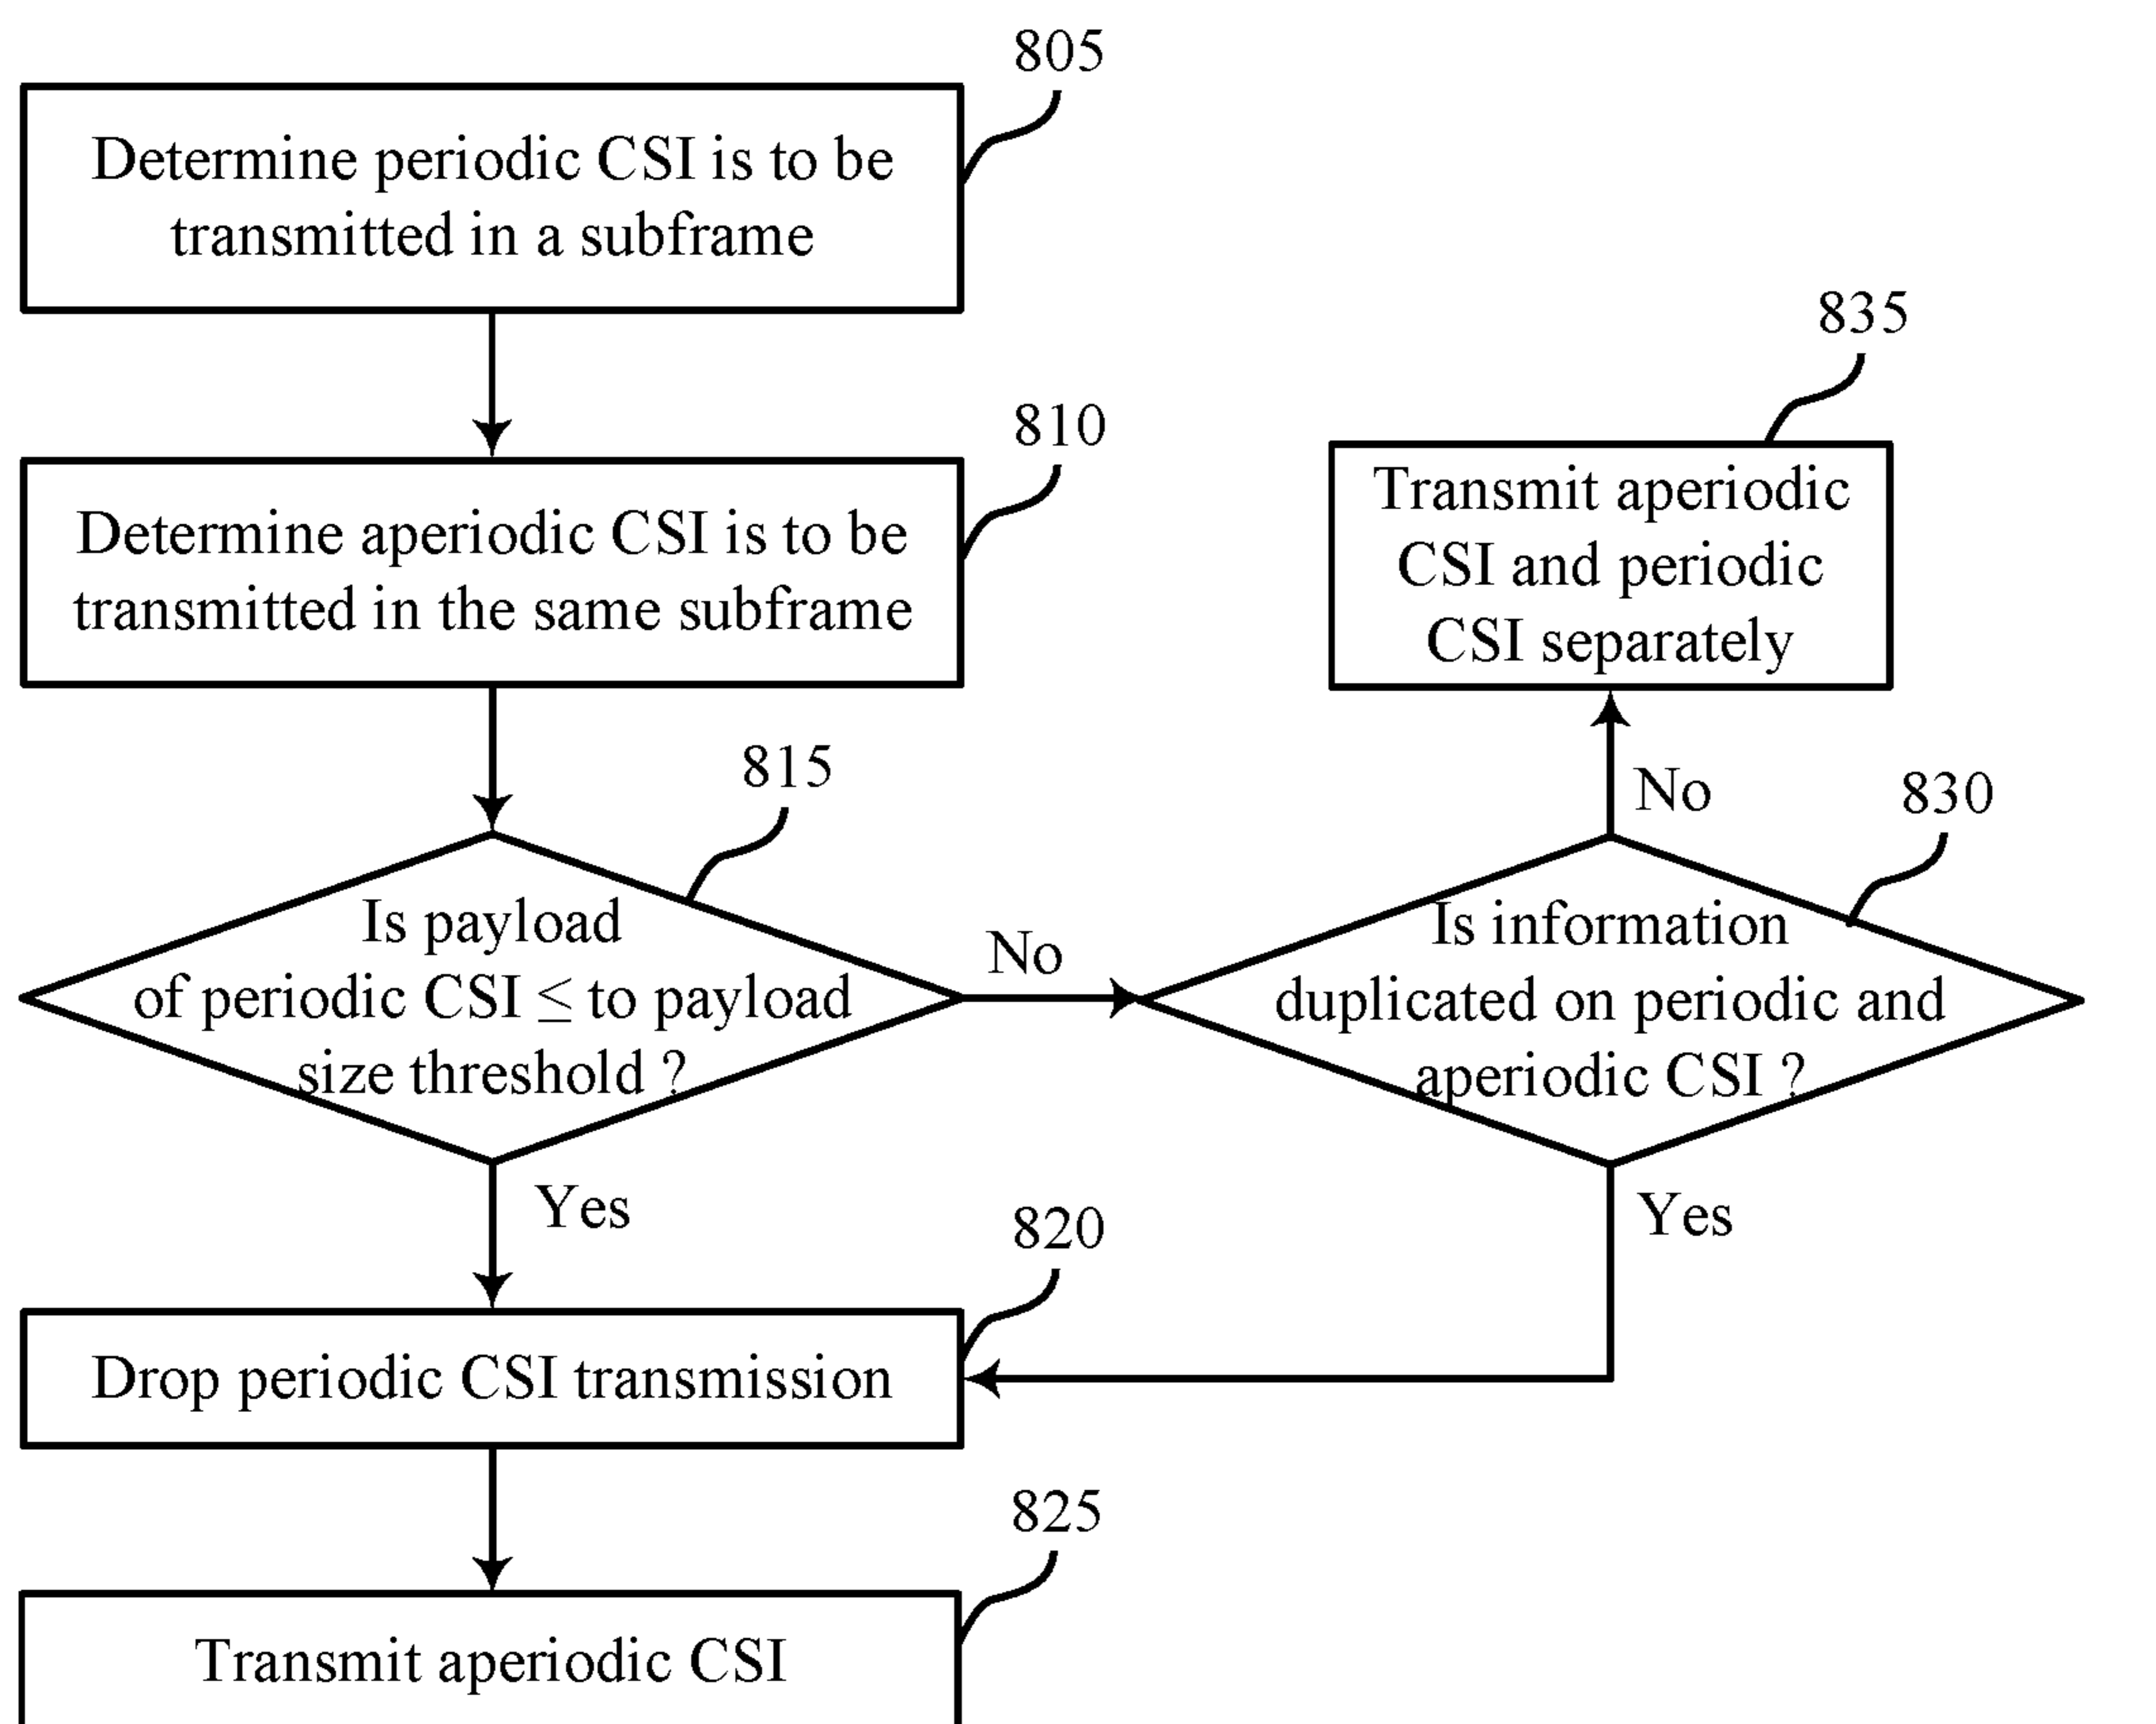 805
Determine periodic CSI is to be
transmitted in a subframe
810
Determine aperiodic CSI is to be
transmitted in the same subframe
835
Transmit aperiodic
CSI and periodic
CSI separately
815
Is payload
of periodic CSI ≤ to payload
size threshold ?
No
830
Is information
duplicated on periodic and
aperiodic CSI ?
No
Yes
Yes
820
Drop periodic CSI transmission
825
Transmit aperiodic CSI